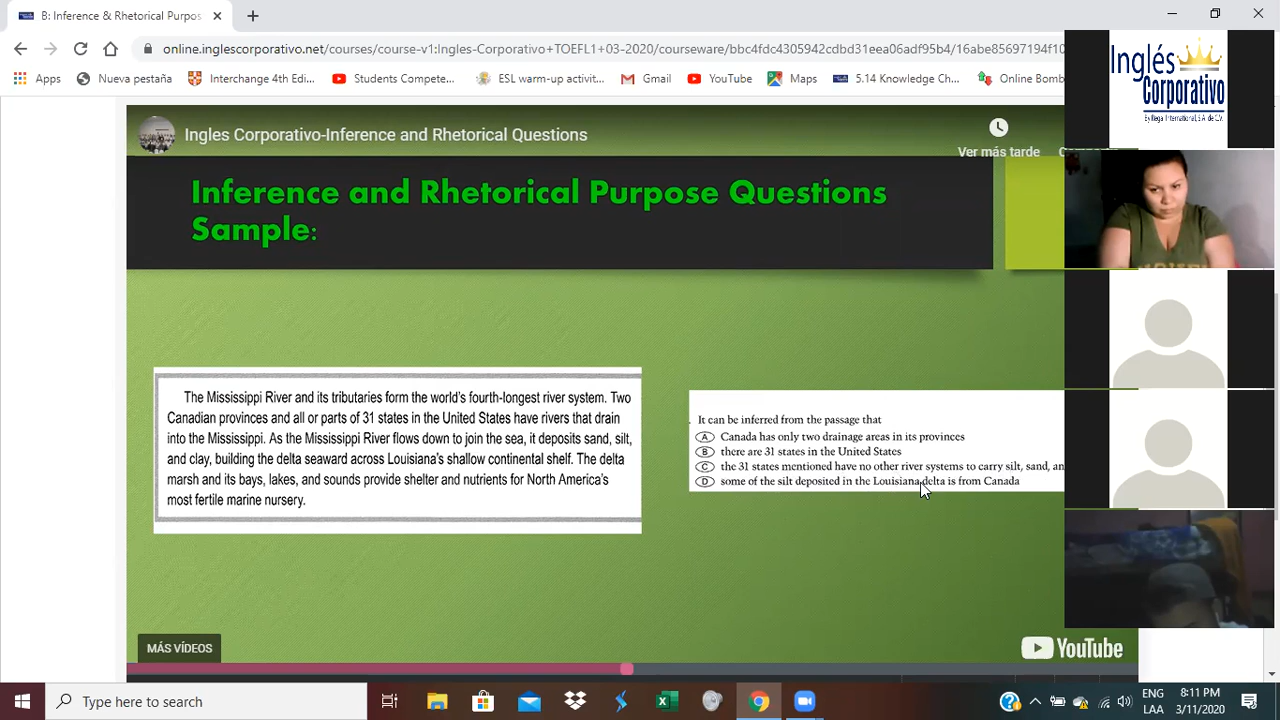 B: Inference & Rhetorical Purpos
online.inglescorporativo.net/courses/course-v1:Ingles-Corporativo+TOEFL1+03-2020/courseware/bbc4fdc4305942cdbd31eea06adf95b4/16abe85697194f10
Apps
Nueva pestaña
Interchange 4th Edi...
Students Compete...
ESL warm-up activit...
Gmail
YouTube
Maps
5.14 Knowledge Ch...
Online Bomb
Inglés
Corporativo
By Rega International, S.A. de C.V.
Ingles Corporativo-Inference and Rhetorical Questions
Ver más tarde
Inference and Rhetorical Purpose Questions
Sample:
The Mississippi River and its tributaries form the world's fourth-longest river system. Two
Canadian provinces and all or parts of 31 states in the United States have rivers that drain
into the Mississippi. As the Mississippi River flows down to join the sea, it deposits sand, silt,
and clay, building the delta seaward across Louisiana's shallow continental shelf. The delta
marsh and its bays, lakes, and sounds provide shelter and nutrients for North America's
most fertile marine nursery.
It can be inferred from the passage that
A Canada has only two drainage areas in its provinces
B there are 31 states in the United States
C the 31 states mentioned have no other river systems to carry silt, sand, an
D some of the silt deposited in the Louisiana delta is from Canada
MÁS VÍDEOS
YouTube
Type here to search
ENG
LAA
8:11 PM
3/11/2020